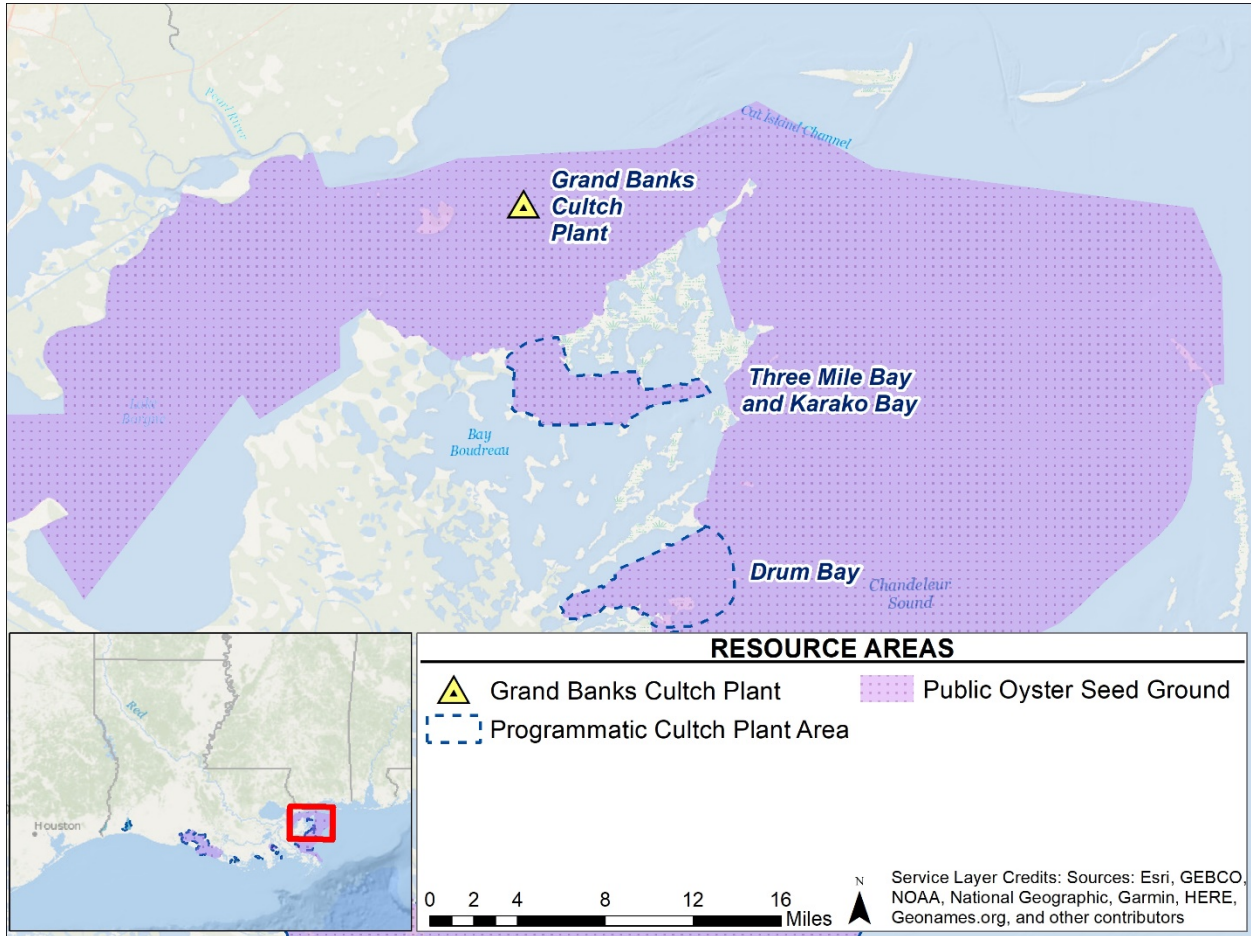 Pearl River
Cat Island Channel
Grand Banks
Cultch
Plant
Three Mile Bay
and Karako Bay
Bay
Boudreau
Borgne
Drum Bay
Chandeleur
Sound
Red
Houston
RESOURCE AREAS
Grand Banks Cultch Plant
Public Oyster Seed Ground
Programmatic Cultch Plant Area
0 2 4 8 12 16
Miles
N
Service Layer Credits: Sources: Esri, GEBCO,
NOAA, National Geographic, Garmin, HERE,
Geonames.org, and other contributors